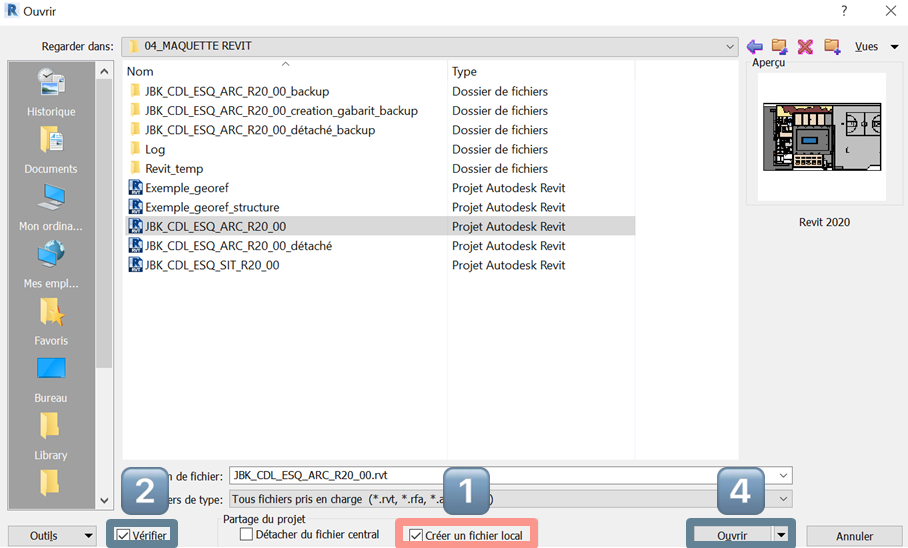 R Ouvrir ?
Regarder dans: 04_MAQUETTE REVIT Vues
Aperçu
Nom Type
JBK_CDL_ESQ_ARC_R20_00_backup Dossier de fichiers
JBK_CDL_ESQ_ARC_R20_00_creation_gabarit_backup Dossier de fichiers
JBK_CDL_ESQ_ARC_R20_00_détaché_backup Dossier de fichiers
Log Dossier de fichiers
Revit_temp Dossier de fichiers
Exemple_georef Projet Autodesk Revit
Exemple_georef_structure Projet Autodesk Revit
JBK_CDL_ESQ_ARC_R20_00 Projet Autodesk Revit
JBK_CDL_ESQ_ARC_R20_00_détaché Projet Autodesk Revit
JBK_CDL_ESQ_SIT_R20_00 Projet Autodesk Revit
Historique
Documents
Mon ordina...
Mes empl...
Favoris
Bureau
Library
Revit 2020
de fichier: JBK_CDL_ESQ_ARC_R20_00.rvt
de type: Tous fichiers pris en charge (*.rvt, *.rfa,
2 1 4
Partage du projet
Outils Vérifier Détacher du fichier central Créer un fichier local Ouvrir Annuler